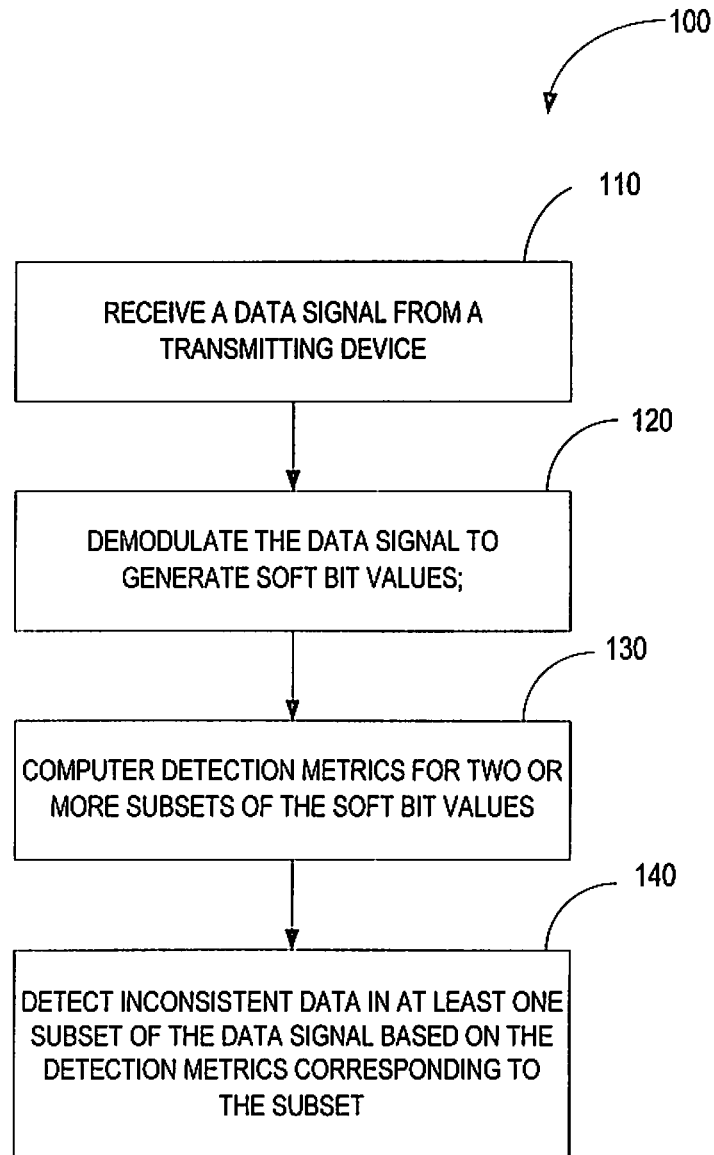 100
110
RECEIVE A DATA SIGNAL FROM A
TRANSMITTING DEVICE
120
DEMODULATE THE DATA SIGNAL TO
GENERATE SOFT BIT VALUES;
130
COMPUTER DETECTION METRICS FOR TWO OR
MORE SUBSETS OF THE SOFT BIT VALUES
140
DETECT INCONSISTENT DATA IN AT LEAST ONE
SUBSET OF THE DATA SIGNAL BASED ON THE
DETECTION METRICS CORRESPONDING TO
THE SUBSET